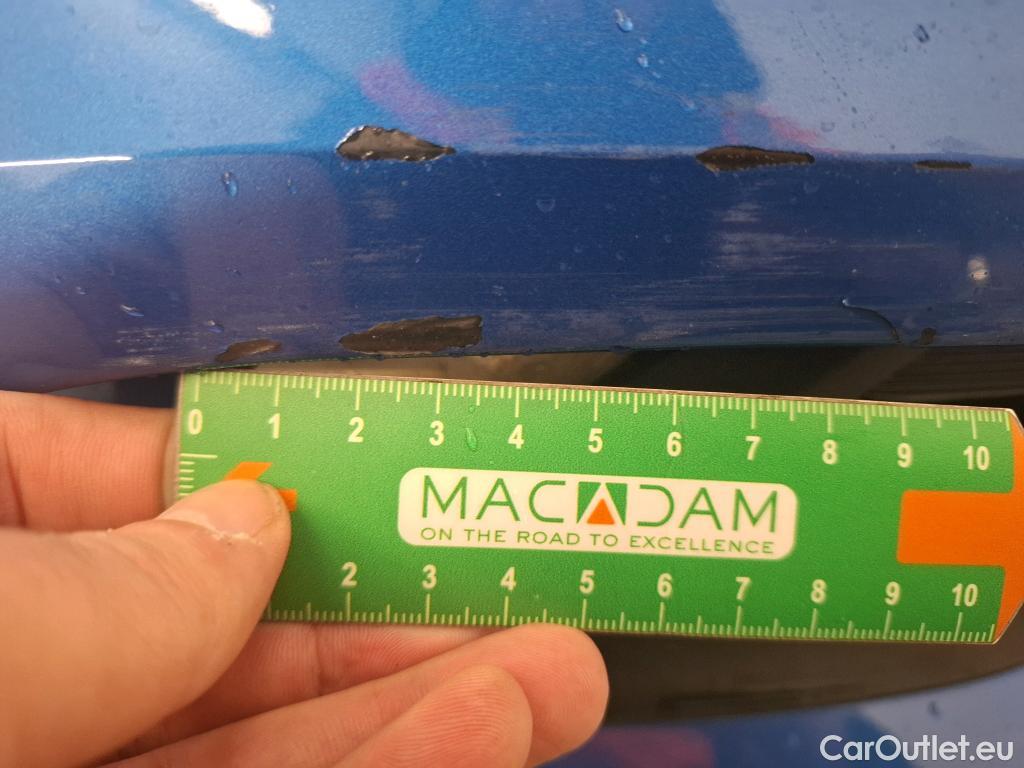 0 1 2 3 4 5 6 7 8 9 10
MACADAM
ON THE ROAD TO EXCELLENCE
2 3 4 5 6 7 8 9 10
CarOutlet.eu